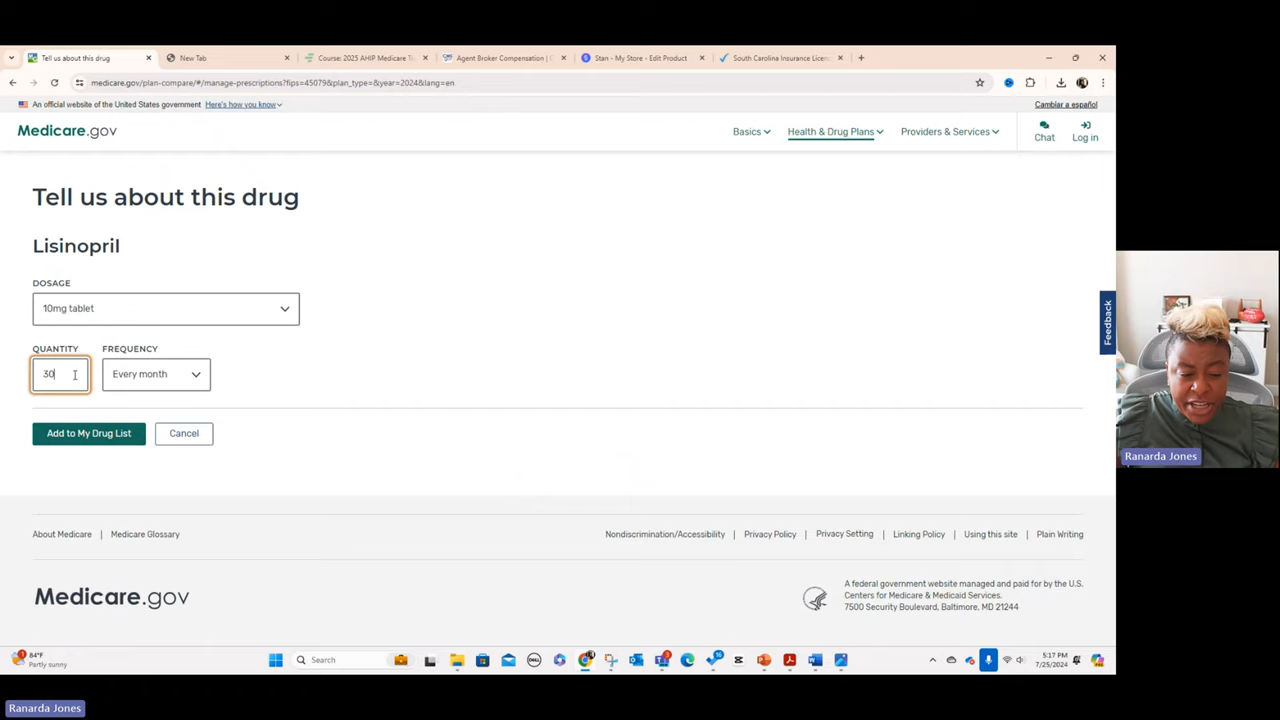 Tell us about this drug
New Tab
Course: 2025 AHIP Medicare Tr
Agent Broker Compensation | C
Stan - My Store - Edit Product
South Carolina Insurance Licen
medicare.gov/plan-compare/#/manage-prescriptions?fips=45079&plan_type=&year=2024&lang=en
An official website of the United States government Here's how you know
Cambiar a español
Medicare.gov
Basics
Health & Drug Plans
Providers & Services
Chat
Log in
Tell us about this drug
Lisinopril
DOSAGE
10mg tablet
QUANTITY FREQUENCY
30 Every month
Add to My Drug List Cancel
Feedback
Ranarda Jones
About Medicare | Medicare Glossary
Nondiscrimination/Accessibility | Privacy Policy | Privacy Setting | Linking Policy | Using this site | Plain Writing
Medicare.gov
A federal government website managed and paid for by the U.S.
Centers for Medicare & Medicaid Services.
7500 Security Boulevard, Baltimore, MD 21244
84°F
Partly sunny
Search
DELL
5:17 PM
7/25/2024
Ranarda Jones